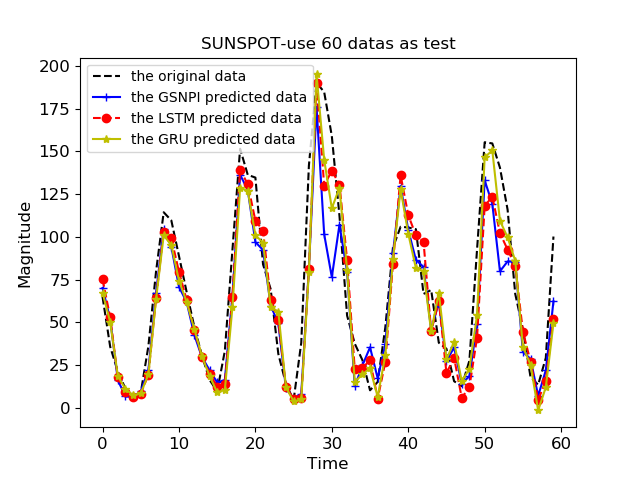 SUNSPOT-use 60 datas as test
the original data
the GSNPI predicted data
the LSTM predicted data
the GRU predicted data
200
175
150
125
100
75
50
25
0
Magnitude
0 10 20 30 40 50 60
Time